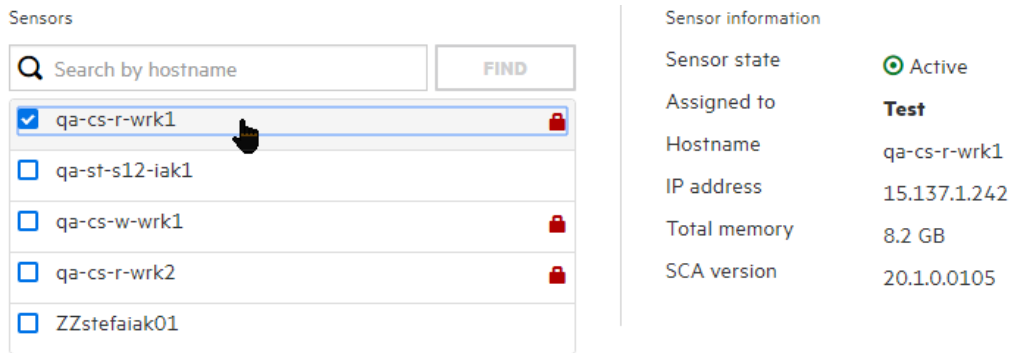 Sensors
Search by hostname
FIND
qa-cs-r-wrk1
qa-st-s12-iak1
qa-cs-w-wrk1
qa-cs-r-wrk2
ZZstefaiak01
Sensor information
Sensor state Active
Assigned to Test
Hostname qa-cs-r-wrk1
IP address 15.137.1.242
Total memory 8.2 GB
SCA version 20.1.0.0105